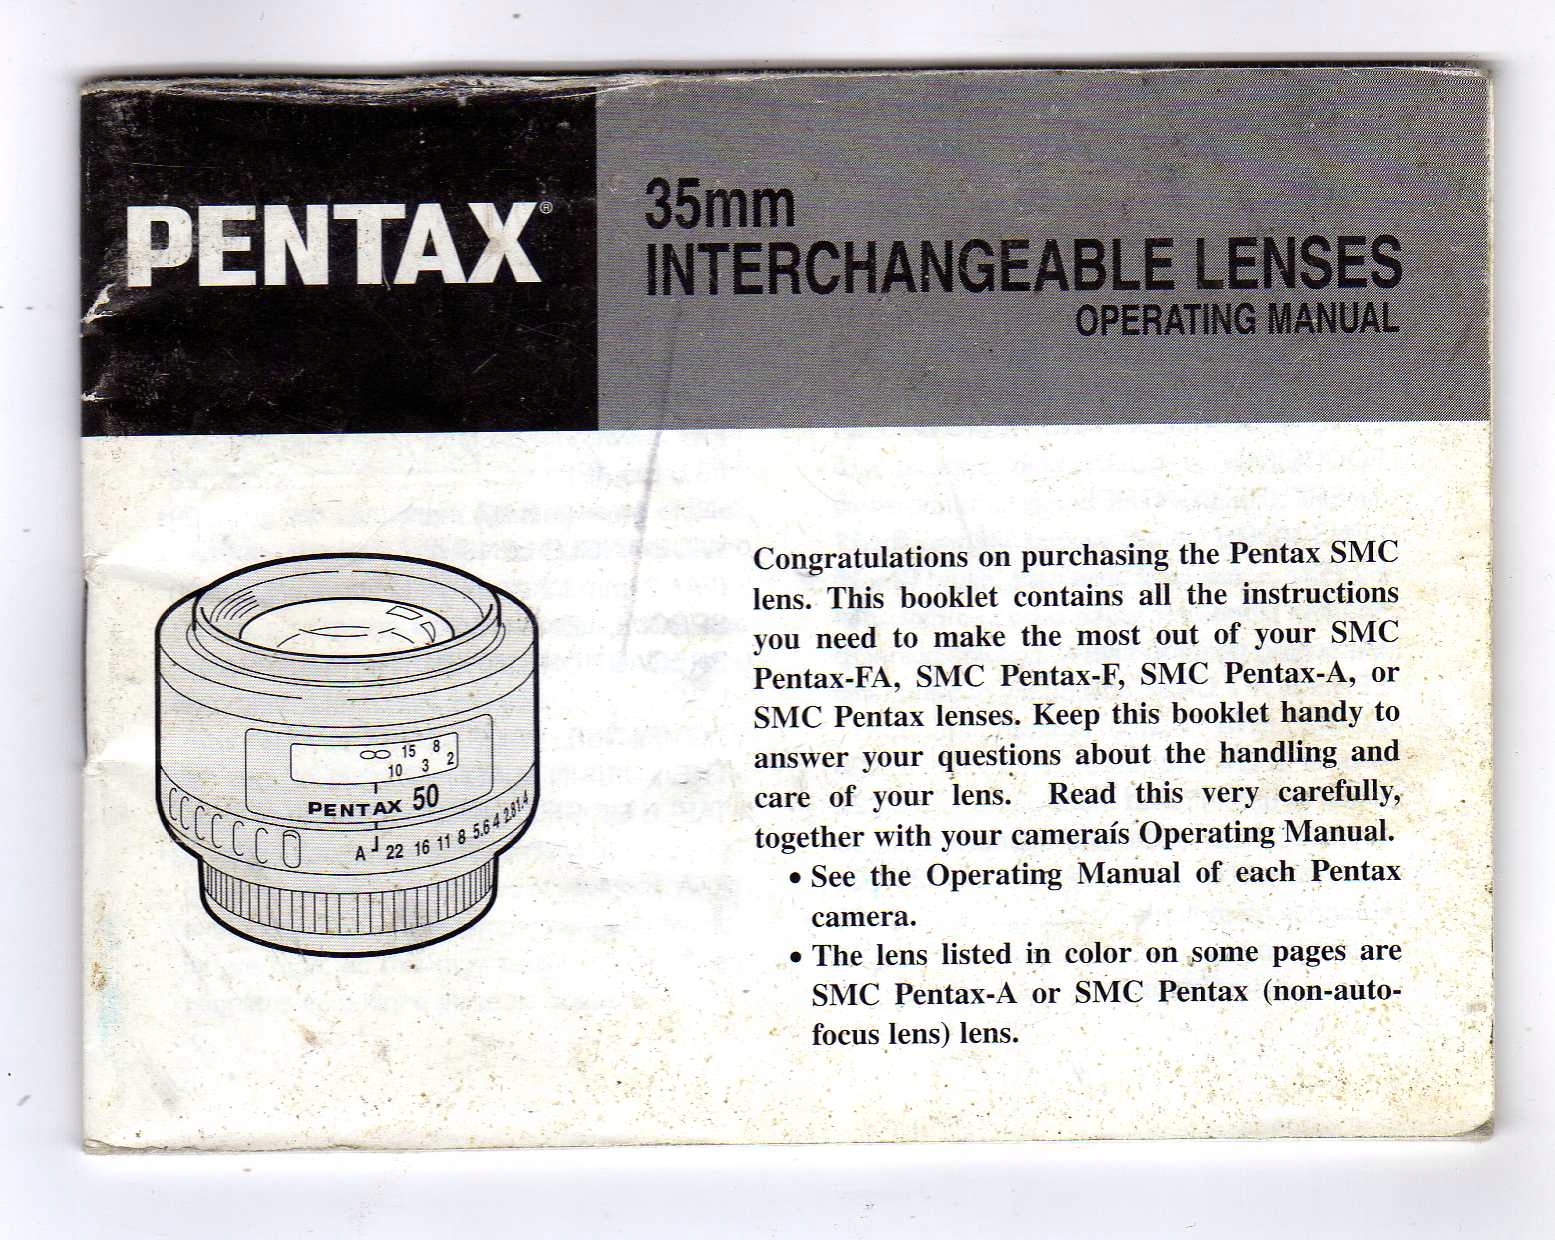 PENTAX®
35mm
INTERCHANGEABLE LENSES
OPERATING MANUAL
Congratulations on purchasing the Pentax SMC
lens. This booklet contains all the instructions
you need to make the most out of your SMC
Pentax-FA, SMC Pentax-F, SMC Pentax-A, or
SMC Pentax lenses. Keep this booklet handy to
answer your questions about the handling and
care of your lens. Read this very carefully,
together with your cameraís Operating Manual.
• See the Operating Manual of each Pentax
camera.
• The lens listed in color on some pages are
SMC Pentax-A or SMC Pentax (non-auto-
focus lens) lens.
∞ 15 8
10 3 2
PENTAX 50
A 22 16 11 8 5.6 4 2.8 1.4